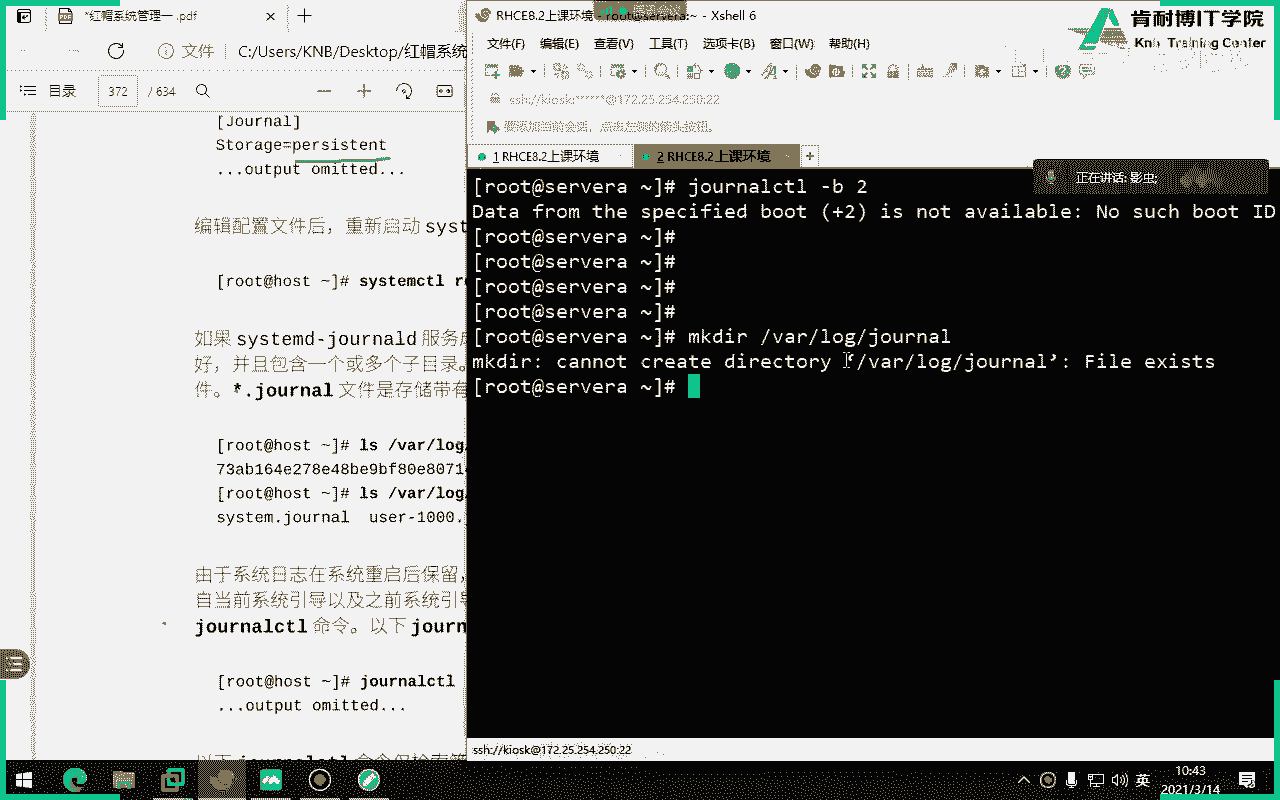 *红帽系统管理一 .pdf
文件
C:/Users/KNB/Desktop/红帽系统
目录
372
/ 634
[Journal]
Storage=persistent
...output omitted...
编辑配置文件后，重新启动 syst
[root@host ~]# systemctl re
如果 systemd-journald 服务成
好，并且包含一个或多个子目录。
件。*.journal 文件是存储带有
[root@host ~]# ls /var/log
73ab164e278e48be9bf80e8071
[root@host ~]# ls /var/log
system.journal user-1000.
由于系统日志在系统重启后保留，
自当前系统引导以及之前系统引导
journalctl 命令。以下 journ
[root@host ~]# journalctl
...output omitted...
RHCE8.2上课环境 - root@servera:~ - Xshell 6
文件(F) 编辑(E) 查看(V) 工具(T) 选项卡(B) 窗口(W) 帮助(H)
ssh://kiosk:******@172.25.254.250:22
要添加当前会话，点击左侧的箭头按钮。
1 RHCE8.2上课环境
2 RHCE8.2上课环境
肯耐博IT学院
Knb Training Center
正在讲话: 影虫;
[root@servera ~]# journalctl -b 2
Data from the specified boot (+2) is not available: No such boot ID
[root@servera ~]#
[root@servera ~]#
[root@servera ~]#
[root@servera ~]#
[root@servera ~]# mkdir /var/log/journal
mkdir: cannot create directory ‘/var/log/journal’: File exists
[root@servera ~]#
ssh://kiosk@172.25.254.250:22
英
10:43
2021/3/14